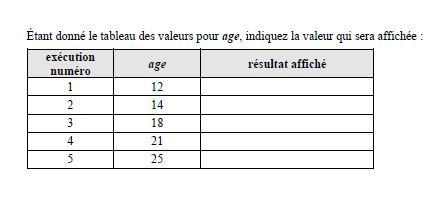 Étant donné le tableau des valeurs pour age, indiquez la valeur qui sera affichée :
exécution numéro age résultat affiché
1 12
2 14
3 18
4 21
5 25